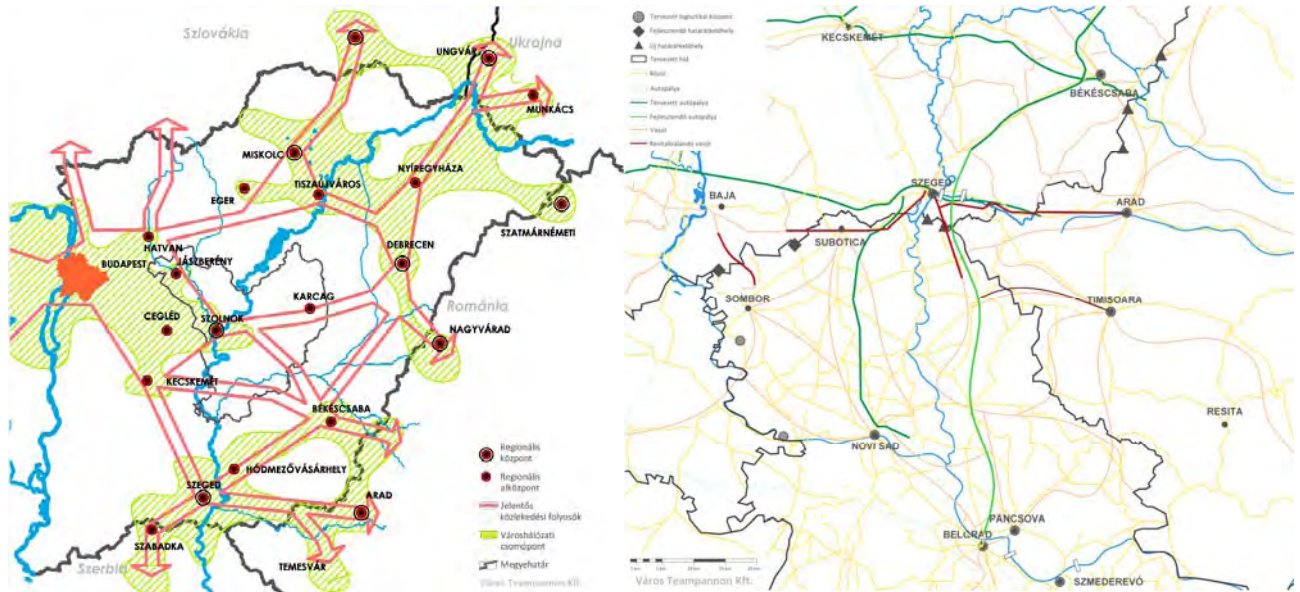 Szlovákia
Ukrajna
UNGVÁR
MUNKÁCS
MISKOLC
NYÍREGYHÁZA
TISZAÚJVÁROS
EGER
SZATMÁRNÉMETI
HATVAN
BUDAPEST
JÁSZBERÉNY
DEBRECEN
Románia
KARCAG
CEGLÉD
SZOLNOK
NAGYVÁRAD
KECSKEMÉT
BÉKÉSCSABA
HÓDMEZŐVÁSÁRHELY
SZEGED
ARAD
SZABADKA
Szerbia
TEMESVÁR
Regionális
központ
Regionális
alközpont
Jelentős
közlekedési folyosók
Városhálózati
csomópont
Megyehatár
Város Teampannon Kft.
Tervezett logisztikai központ
Fejlesztendő határátkelőhely
Új határátkelőhely
Tervezett híd
Közút
Autópálya
Tervezett autópálya
Fejlesztendő autópálya
Vasút
Revitalizálandó vasút
KECSKEMÉT
BÉKÉSCSABA
SZEGED
BAJA
ARAD
SUBOTICA
SOMBOR
TIMISOARA
RESITA
NOVI SAD
PANCSOVA
BELGRÁD
SZMEDEREVÓ
Város Teampannon Kft.